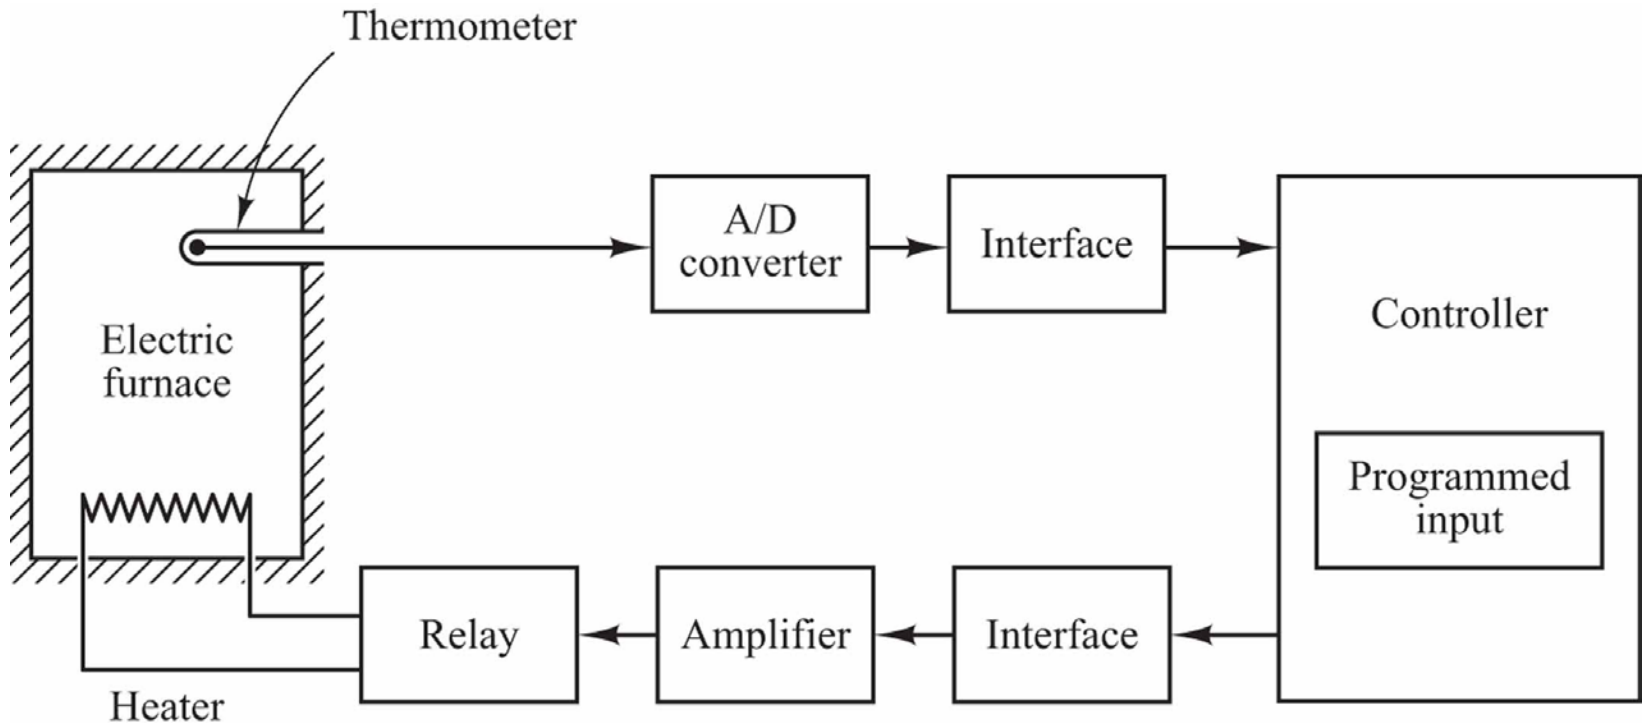 Thermometer
A/D
converter
Interface
Controller
Electric
furnace
Programmed
input
Relay
Amplifier
Interface
Heater